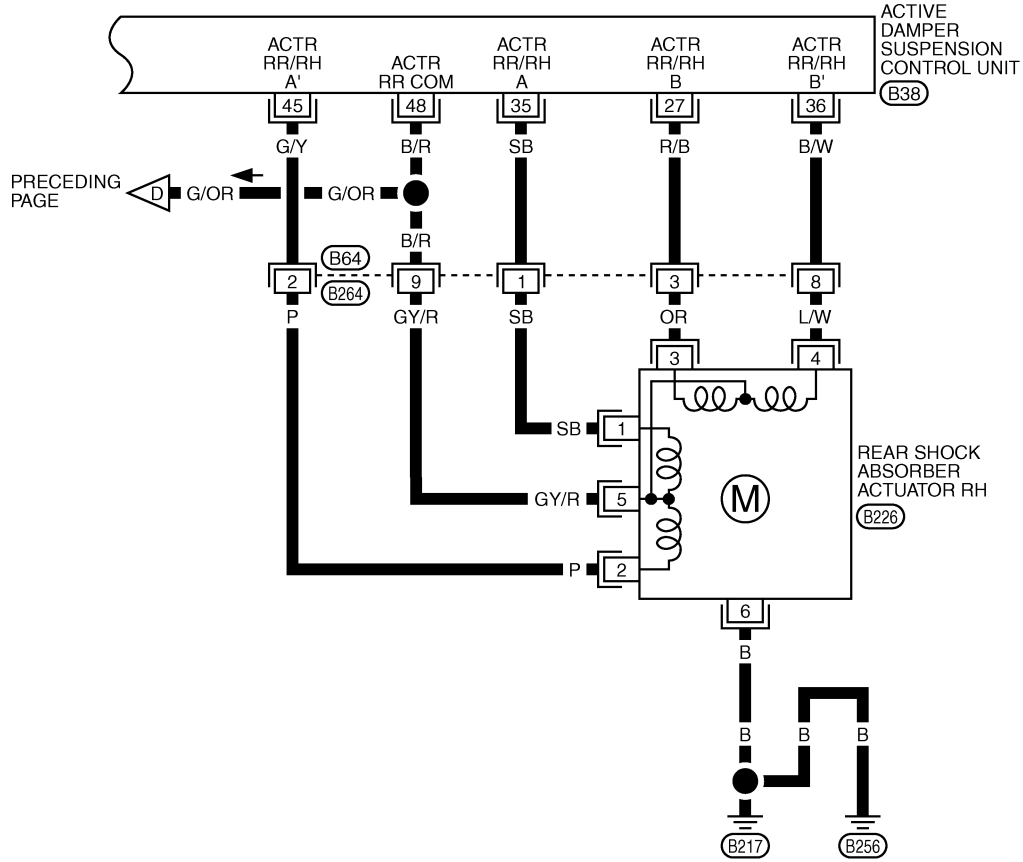 ACTIVE
DAMPER
SUSPENSION
CONTROL UNIT
B38
ACTR
RR/RH
A'
ACTR
RR COM
ACTR
RR/RH
A
ACTR
RR/RH
B
ACTR
RR/RH
B'
45
48
35
27
36
G/Y
B/R
SB
R/B
B/W
PRECEDING
PAGE
D
G/OR
G/OR
B/R
B64
2
9
1
3
8
B264
P
GY/R
SB
OR
L/W
3
4
SB
1
GY/R
5
P
2
M
REAR SHOCK
ABSORBER
ACTUATOR RH
B226
6
B
B
B
B
B217
B256